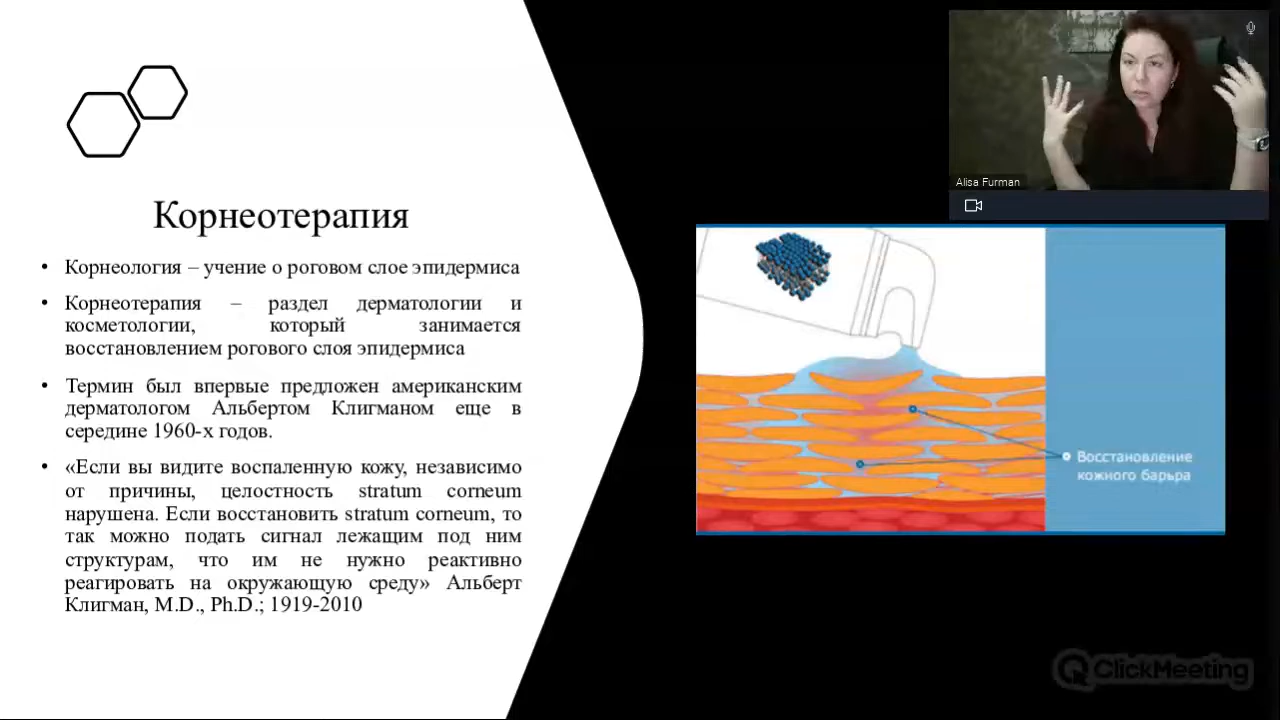 Корнеотерапия
• Корнеология – учение о роговом слое эпидермиса
• Корнеотерапия – раздел дерматологии и
косметологии, который занимается
восстановлением рогового слоя эпидермиса
• Термин был впервые предложен американским
дерматологом Альбертом Клигманом еще в
середине 1960-х годов.
• «Если вы видите воспаленную кожу, независимо
от причины, целостность stratum corneum
нарушена. Если восстановить stratum corneum, то
так можно подать сигнал лежащим под ним
структурам, что им не нужно реактивно
реагировать на окружающую среду» Альберт
Клигман, M.D., Ph.D.; 1919-2010
Alisa Furman
Восстановление
кожного барьра
ClickMeeting